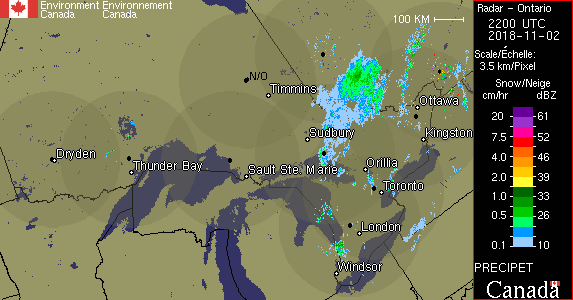 Environment Environnement
Canada Canada
100 KM
N/O
Timmins
Ottawa
Sudbury
Kingston
Dryden
Thunder Bay
Sault Ste. Marie
Orillia
Toronto
London
Windsor
Radar - Ontario
2200 UTC
2018-11-02
Scale/Échelle:
3.5 km/Pixel
Snow/Neige
cm/hr dBZ
20 61
7.5 52
4.0 46
2.0 39
1.0 33
0.5 26
0.1 10
PRECIPET
Canada